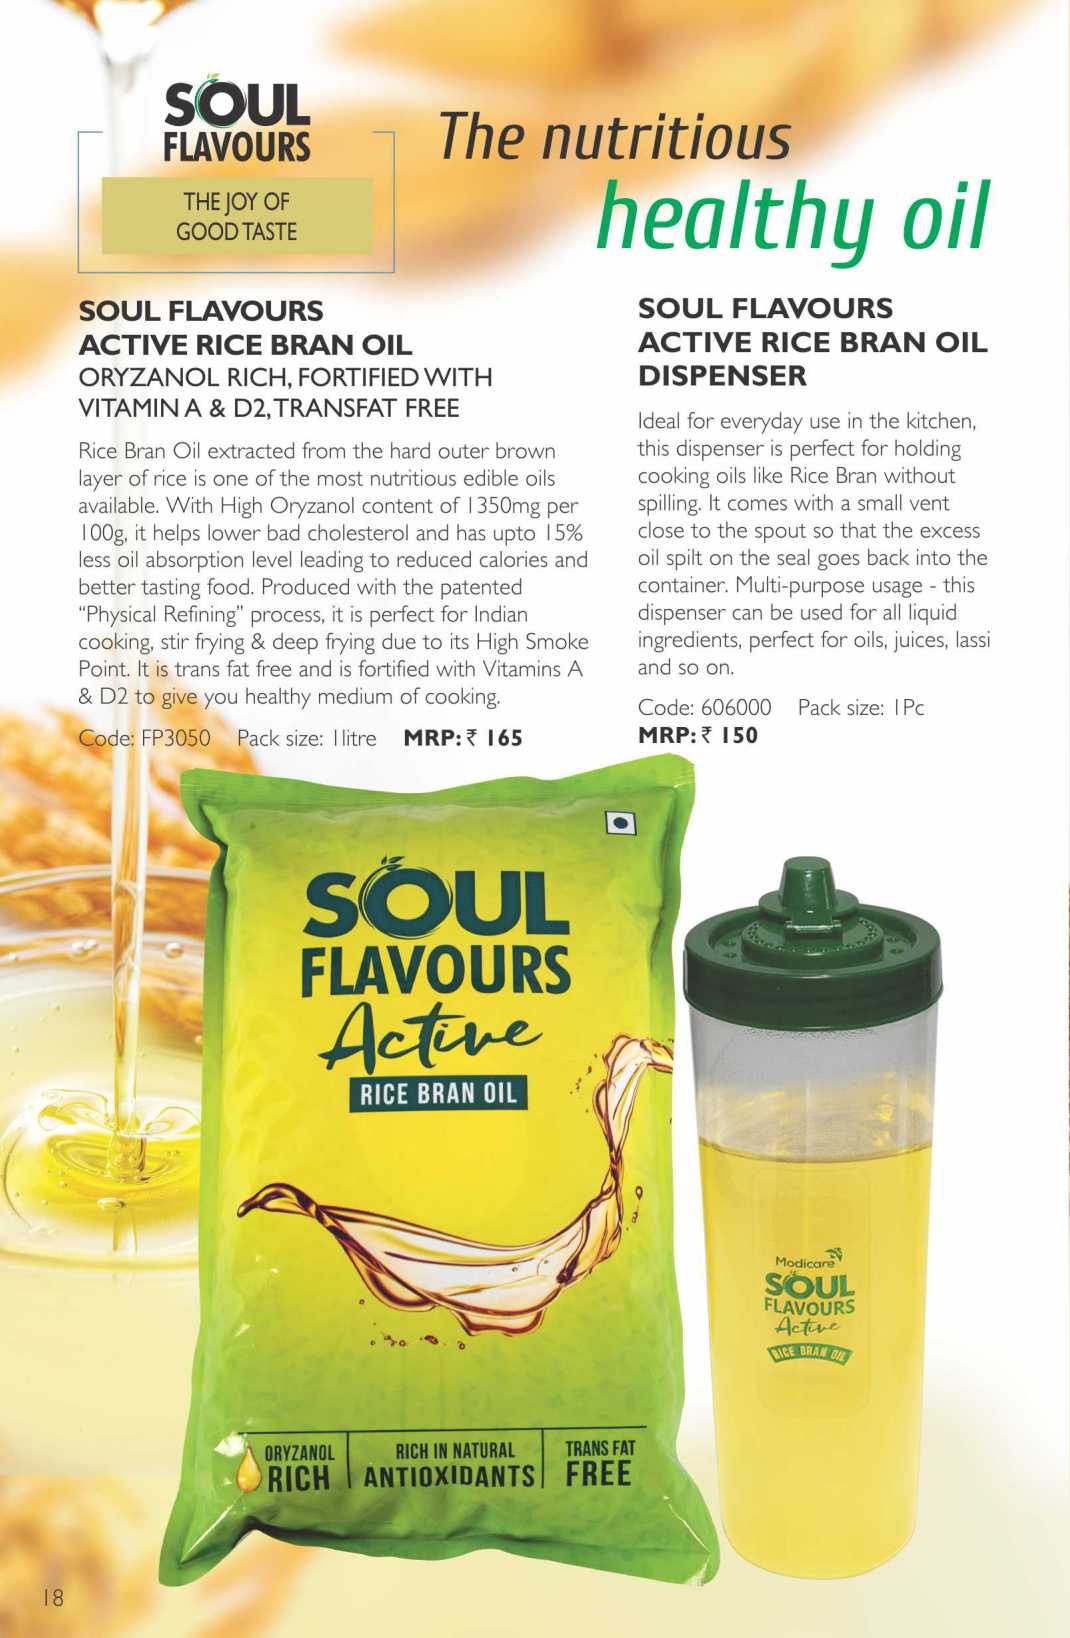 SOUL
FLAVOURS
THE JOY OF
GOOD TASTE
The nutritious
healthy oil
SOUL FLAVOURS
ACTIVE RICE BRAN OIL
ORYZANOL RICH, FORTIFIED WITH
VITAMIN A & D2, TRANSFAT FREE
Rice Bran Oil extracted from the hard outer brown
layer of rice is one of the most nutritious edible oils
available. With High Oryzanol content of 1350mg per
100g, it helps lower bad cholesterol and has upto 15%
less oil absorption level leading to reduced calories and
better tasting food. Produced with the patented
“Physical Refining” process, it is perfect for Indian
cooking, stir frying & deep frying due to its High Smoke
Point. It is trans fat free and is fortified with Vitamins A
& D2 to give you healthy medium of cooking.
Code: FP3050 Pack size: 1litre MRP: ₹ 165
SOUL FLAVOURS
ACTIVE RICE BRAN OIL
DISPENSER
Ideal for everyday use in the kitchen,
this dispenser is perfect for holding
cooking oils like Rice Bran without
spilling. It comes with a small vent
close to the spout so that the excess
oil spilt on the seal goes back into the
container. Multi-purpose usage - this
dispenser can be used for all liquid
ingredients, perfect for oils, juices, lassi
and so on.
Code: 606000 Pack size: 1Pc
MRP: ₹ 150
SOUL
FLAVOURS
Active
RICE BRAN OIL
ORYZANOL
RICH
RICH IN NATURAL
ANTIOXIDANTS
TRANS FAT
FREE
Modicare
SOUL
FLAVOURS
Active
RICE BRAN OIL
18